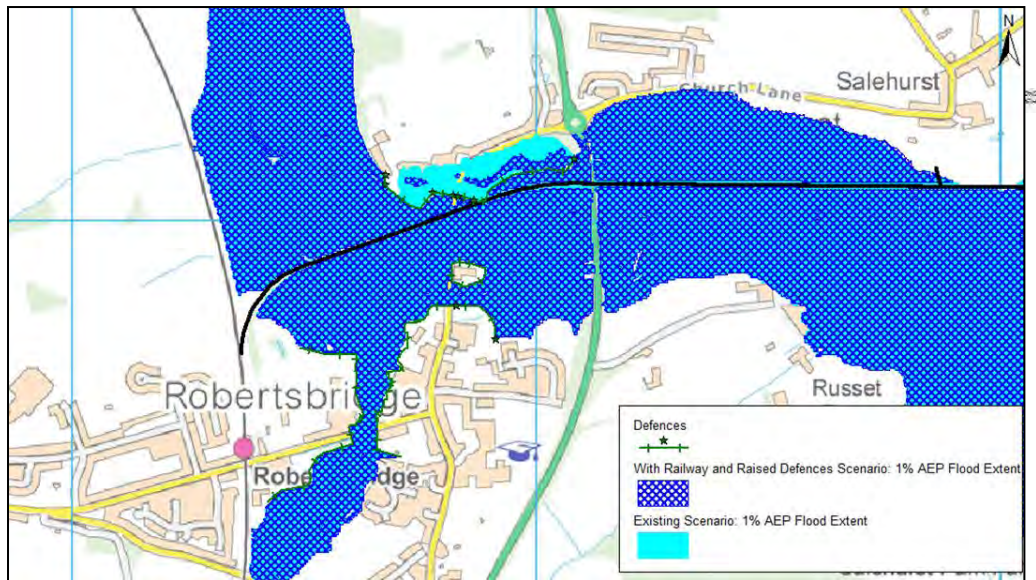 N
Salehurst
Church Lane
Robertsbridge
Russet
Defences
With Railway and Raised Defences Scenario: 1% AEP Flood Extent
Existing Scenario: 1% AEP Flood Extent